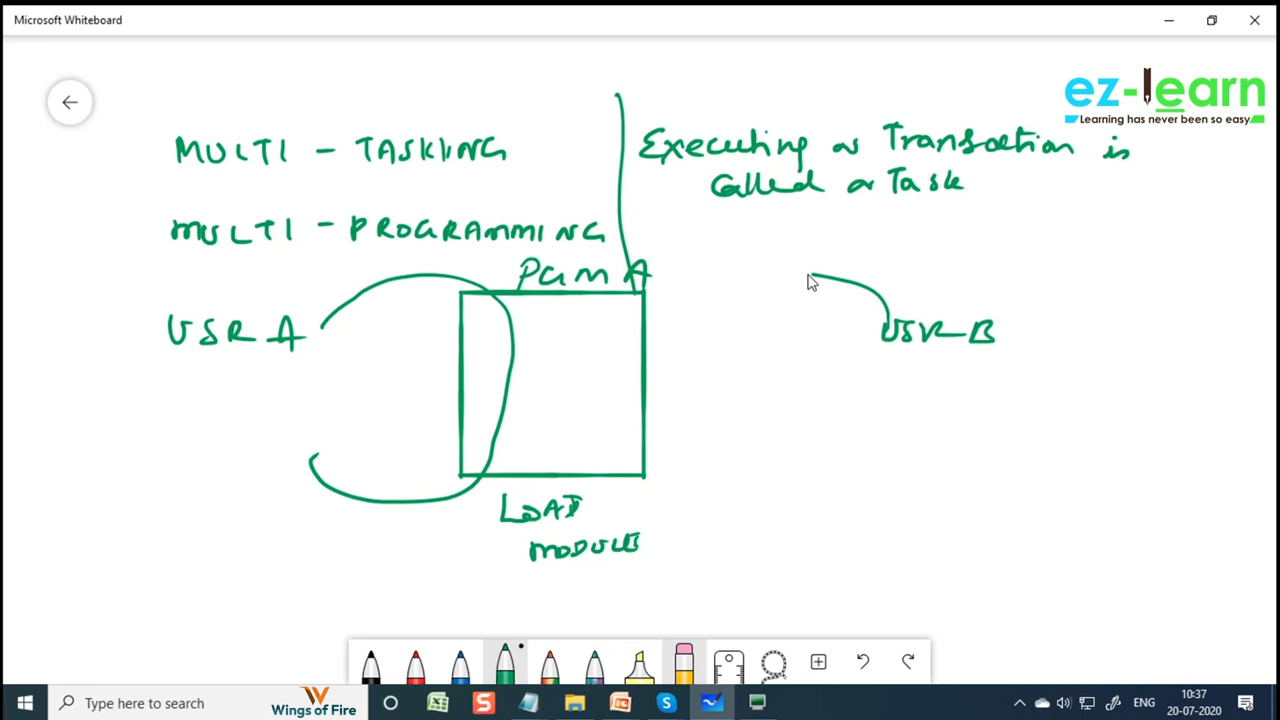 Microsoft Whiteboard
ez-learn
Learning has never been so easy
MULTI - TASKING
Executing a Transaction is
called a Task
MULTI - PROGRAMMING
PGM A
USR A
USR B
LOAD
MODULE
Type here to search
Wings of Fire
ENG
10:37
20-07-2020